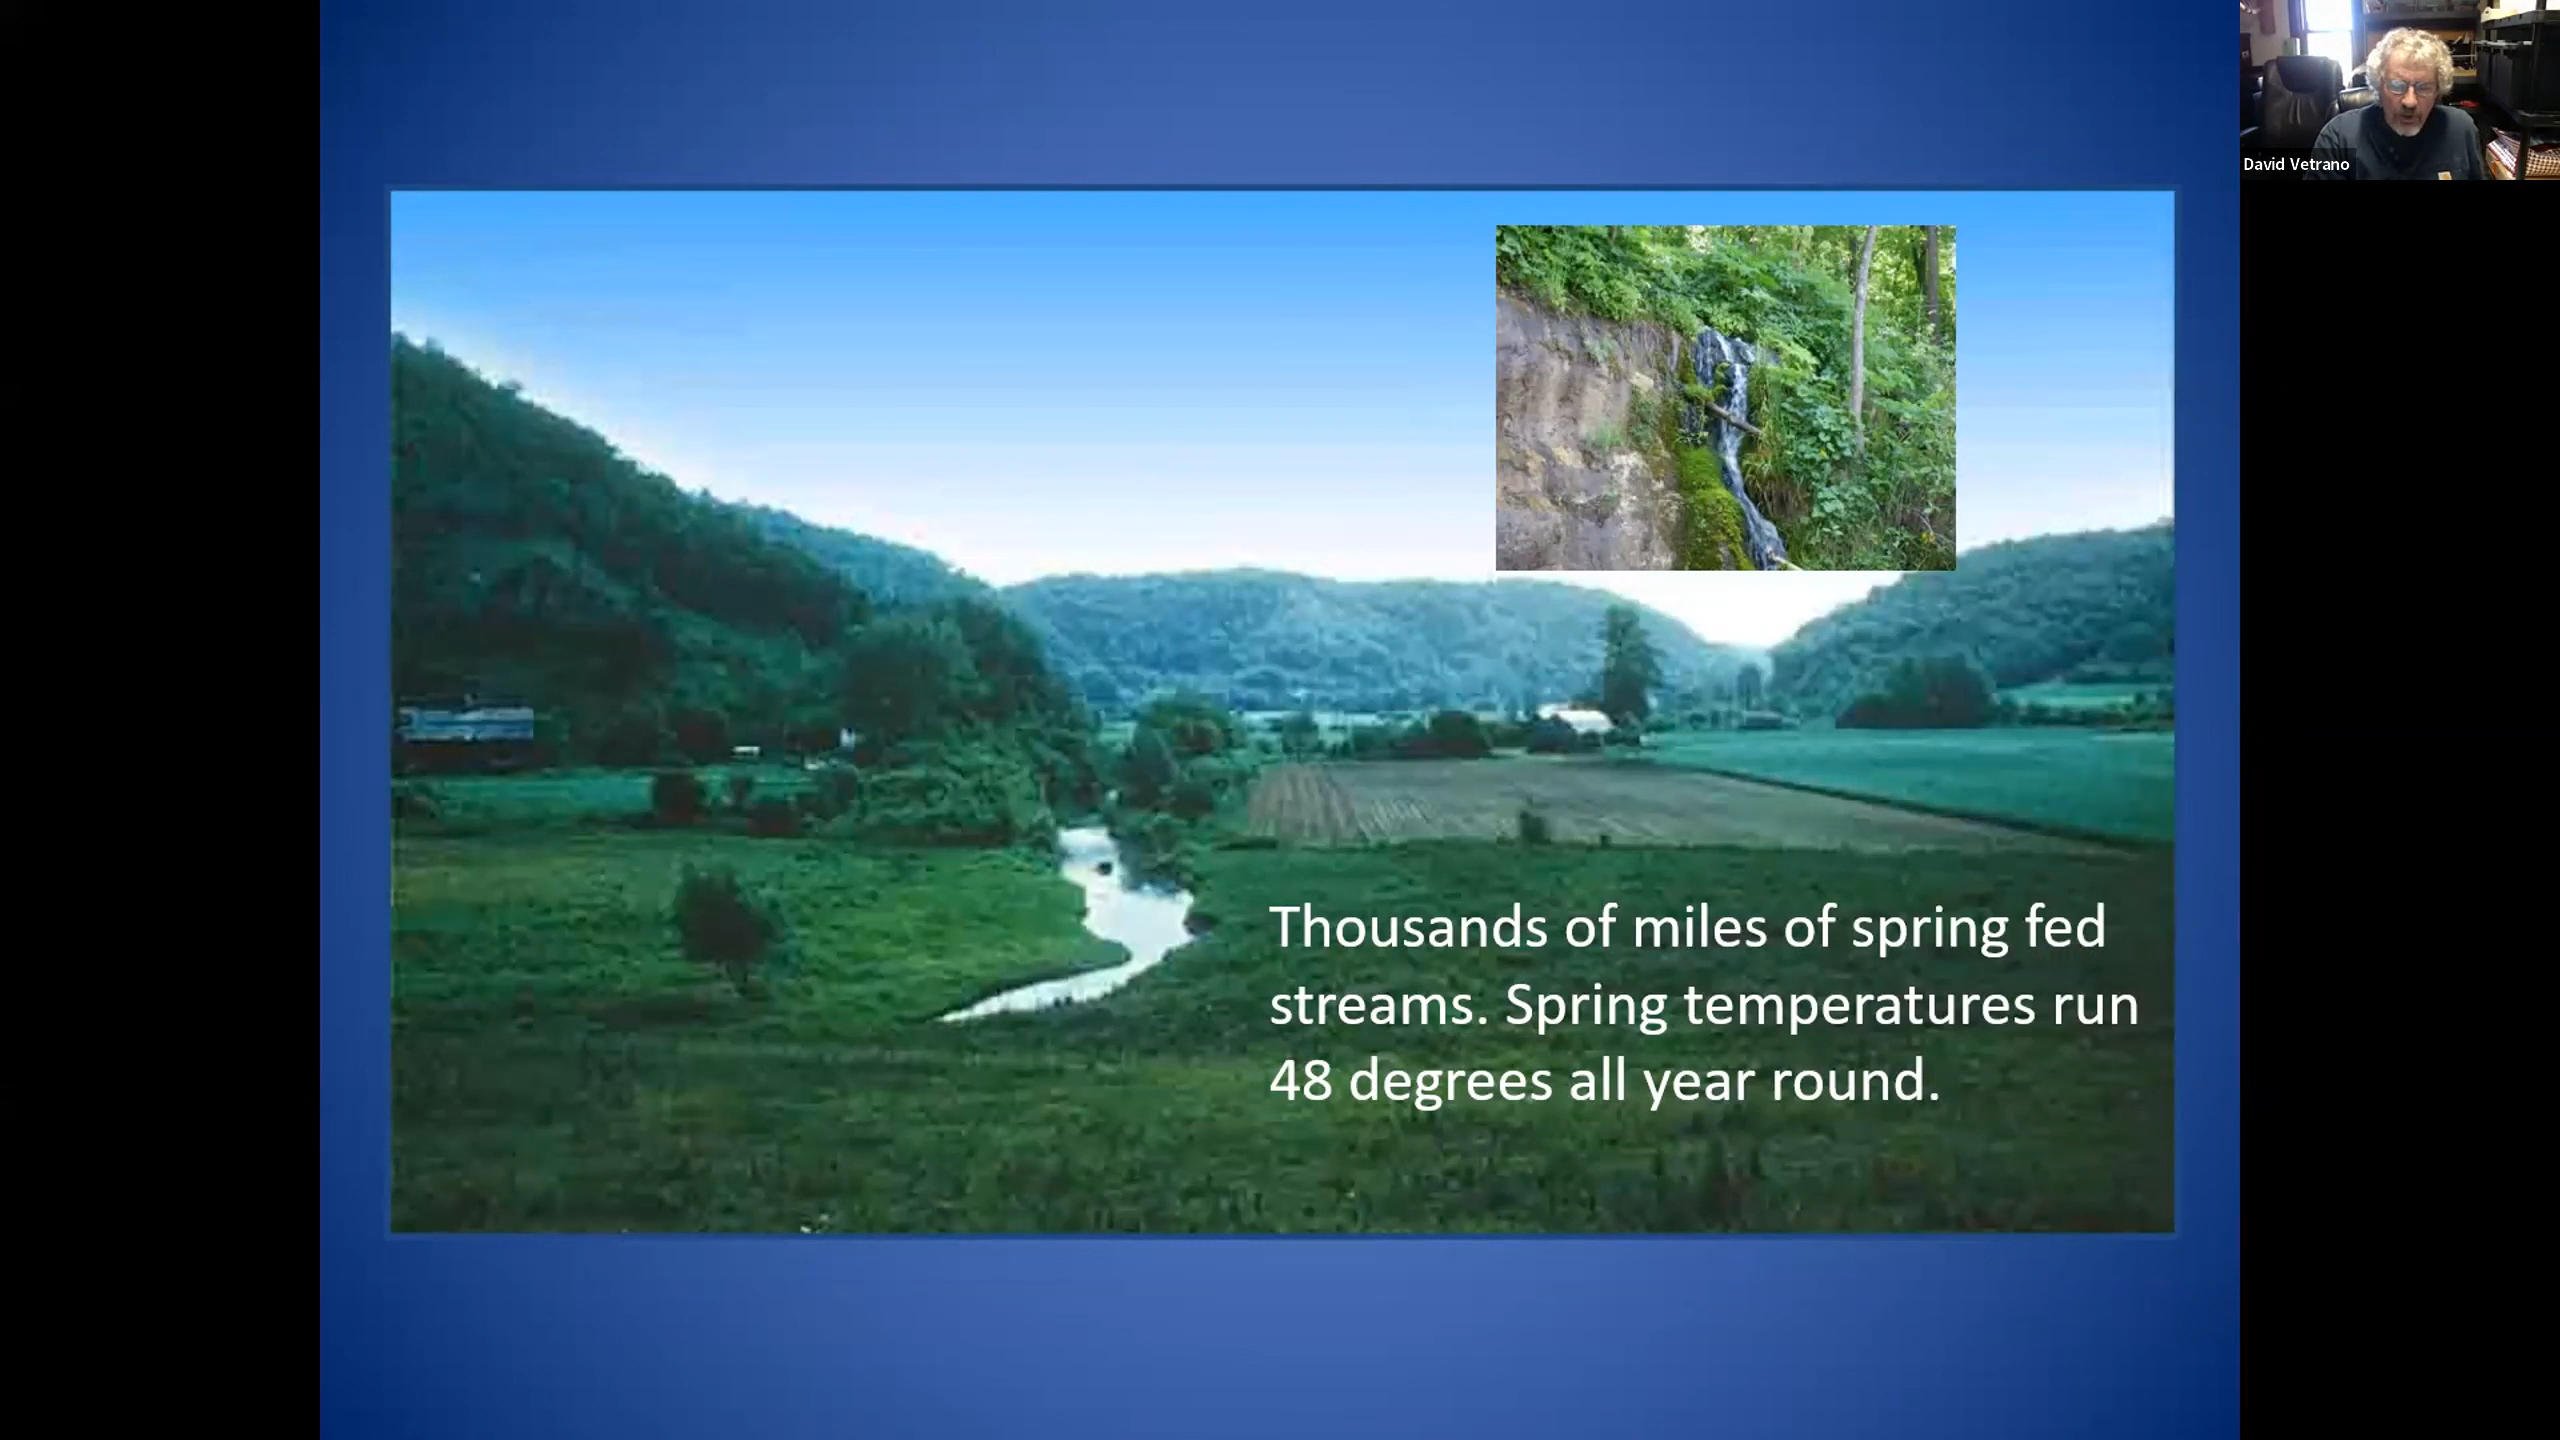 David Vetrano
Thousands of miles of spring fed
streams. Spring temperatures run
48 degrees all year round.